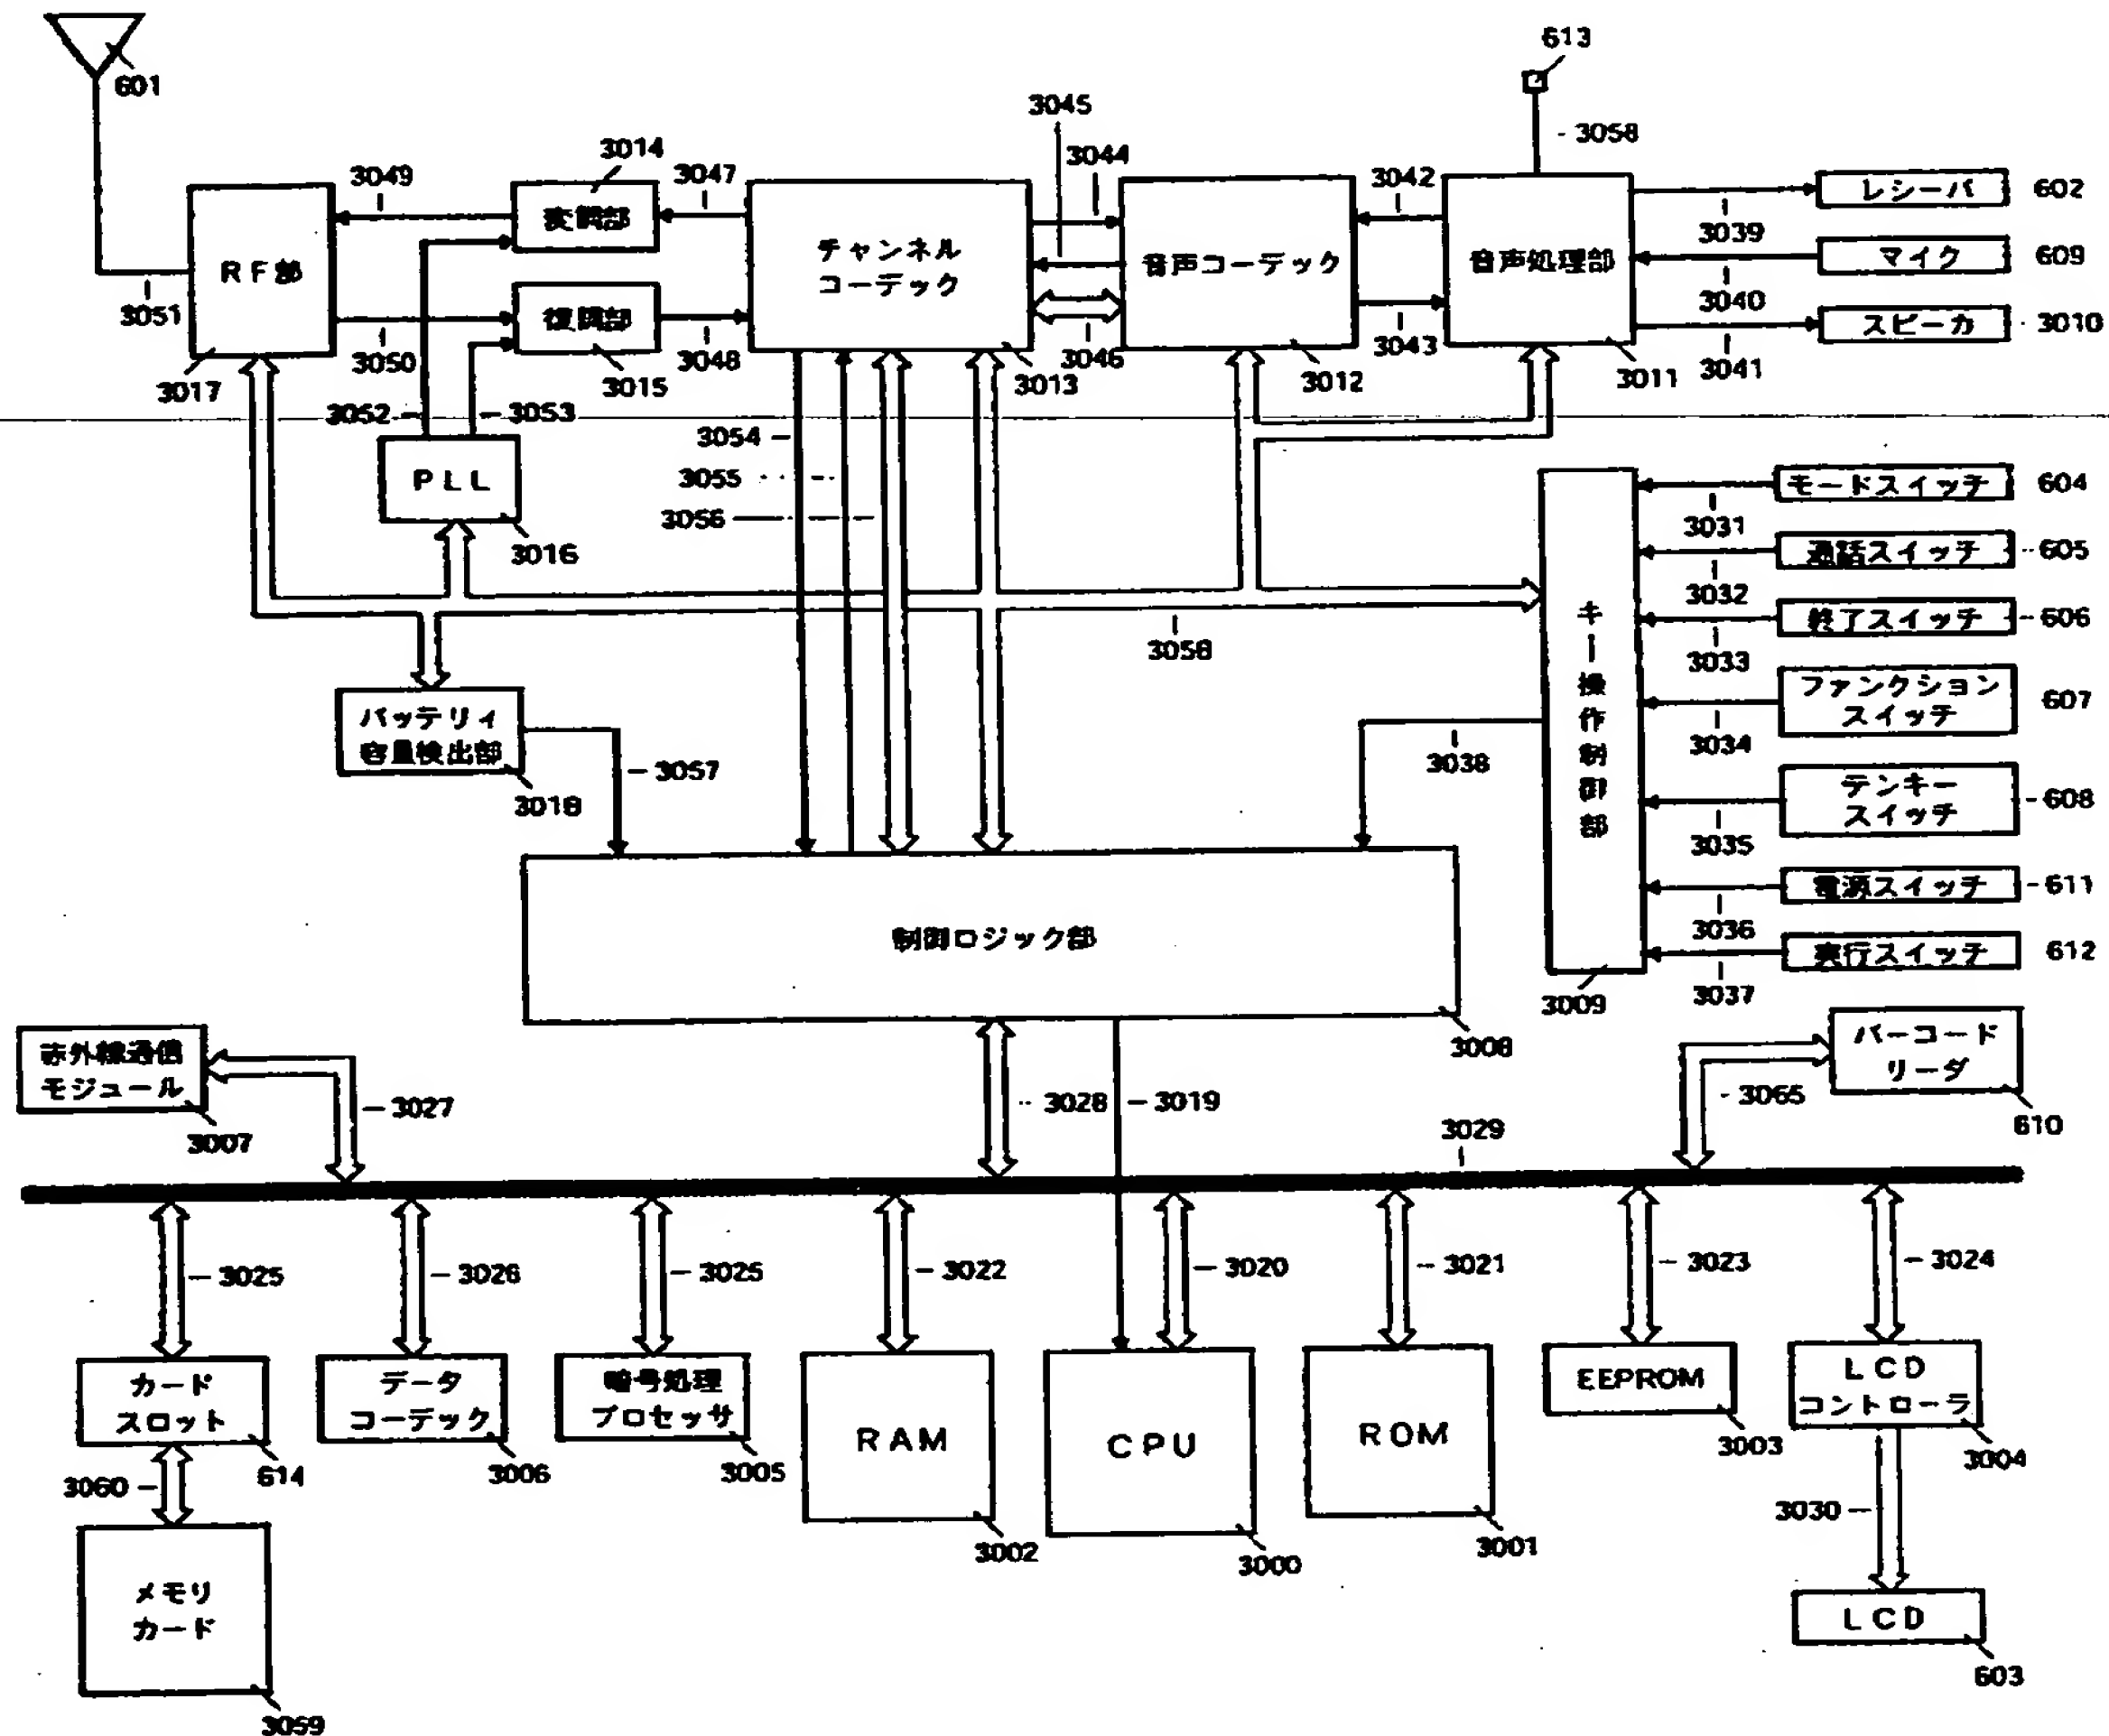 601
613
3058
3045
3044
3014
3049
3047
3042
レシーバ 602
変調部
3039
RF部
チャンネル
コーデック
音声コーデック
音声処理部
マイク 609
3040
3051
復調部
スピーカ 3010
3050
3048
3046
3043
3041
3017
3015
3013
3012
3011
3052
3053
3054
PLL
3055
3056
3016
モードスイッチ 604
3031
通話スイッチ 605
3032
終了スイッチ 606
3033
3058
キー操作制御部
ファンクション
スイッチ
607
3034
バッテリィ
容量検出部
3057
3038
3018
テンキー
スイッチ
608
3035
電源スイッチ 611
3036
制御ロジック部
実行スイッチ 612
3037
3009
3008
赤外線通信
モジュール
3027
3007
3028
3019
バーコード
リーダ
3065
610
3029
3025
3026
3025
3022
3020
3021
3023
3024
カード
スロット
データ
コーデック
暗号処理
プロセッサ
RAM
CPU
ROM
EEPROM
LCD
コントローラ
614
3006
3005
3003
3004
3060
3002
3000
3001
3030
メモリ
カード
LCD
3059
603